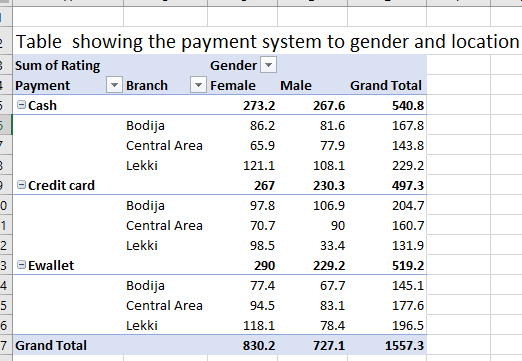 Table  showing the payment system to gender and location
Sum of Rating Gender
Payment Branch Female Male Grand Total
Cash 273.2 267.6 540.8
Bodija 86.2 81.6 167.8
Central Area 65.9 77.9 143.8
Lekki 121.1 108.1 229.2
Credit card 267 230.3 497.3
Bodija 97.8 106.9 204.7
Central Area 70.7 90 160.7
Lekki 98.5 33.4 131.9
Ewallet 290 229.2 519.2
Bodija 77.4 67.7 145.1
Central Area 94.5 83.1 177.6
Lekki 118.1 78.4 196.5
Grand Total 830.2 727.1 1557.3